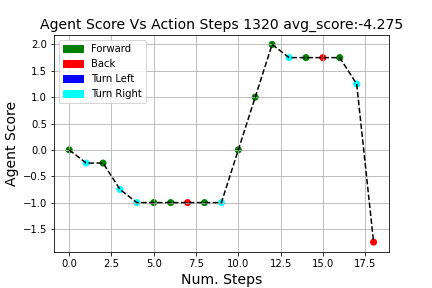 Agent Score Vs Action Steps 1320 avg_score:-4.275
Agent Score
2.0
1.5
1.0
0.5
0.0
−0.5
−1.0
−1.5
Forward
Back
Turn Left
Turn Right
0.0 2.5 5.0 7.5 10.0 12.5 15.0 17.5
Num. Steps